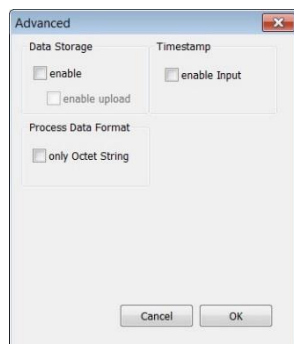 Advanced
Data Storage
enable
enable upload
Timestamp
enable Input
Process Data Format
only Octet String
Cancel
OK